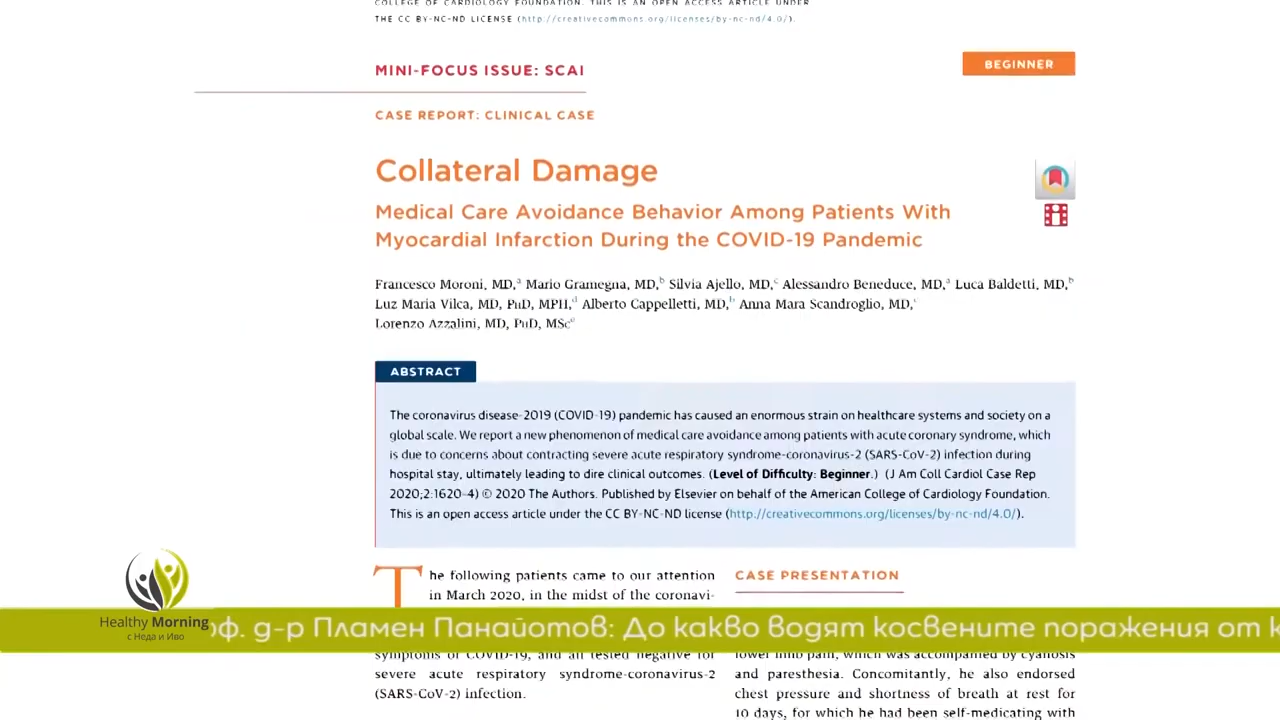 COLLEGE OF CARDIOLOGY FOUNDATION. THIS IS AN OPEN ACCESS ARTICLE UNDER
THE CC BY-NC-ND LICENSE (http://creativecommons.org/licenses/by-nc-nd/4.0/).
MINI-FOCUS ISSUE: SCAI
BEGINNER
CASE REPORT: CLINICAL CASE
Collateral Damage
Medical Care Avoidance Behavior Among Patients With
Myocardial Infarction During the COVID-19 Pandemic
Francesco Moroni, MD,a Mario Gramegna, MD,b Silvia Ajello, MD,c Alessandro Beneduce, MD,a Luca Baldetti, MD,b
Luz Maria Vilca, MD, PhD, MPH,d Alberto Cappelletti, MD,b Anna Mara Scandroglio, MD,c
Lorenzo Azzalini, MD, PhD, MSce
ABSTRACT
The coronavirus disease-2019 (COVID-19) pandemic has caused an enormous strain on healthcare systems and society on a
global scale. We report a new phenomenon of medical care avoidance among patients with acute coronary syndrome, which
is due to concerns about contracting severe acute respiratory syndrome-coronavirus-2 (SARS-CoV-2) infection during
hospital stay, ultimately leading to dire clinical outcomes. (Level of Difficulty: Beginner.) (J Am Coll Cardiol Case Rep
2020;2:1620-4) © 2020 The Authors. Published by Elsevier on behalf of the American College of Cardiology Foundation.
This is an open access article under the CC BY-NC-ND license (http://creativecommons.org/licenses/by-nc-nd/4.0/).
The following patients came to our attention
in March 2020, in the midst of the coronavi-
symptoms of COVID-19, and all tested negative for
severe acute respiratory syndrome-coronavirus-2
(SARS-CoV-2) infection.
CASE PRESENTATION
lower limb pain, which was accompanied by cyanosis
and paresthesia. Concomitantly, he also endorsed
chest pressure and shortness of breath at rest for
10 days, for which he had been self-medicating with
Healthy Morning
с Неда и Иво
оф. д-р Пламен Панайотов: До какво водят косвените поражения от к